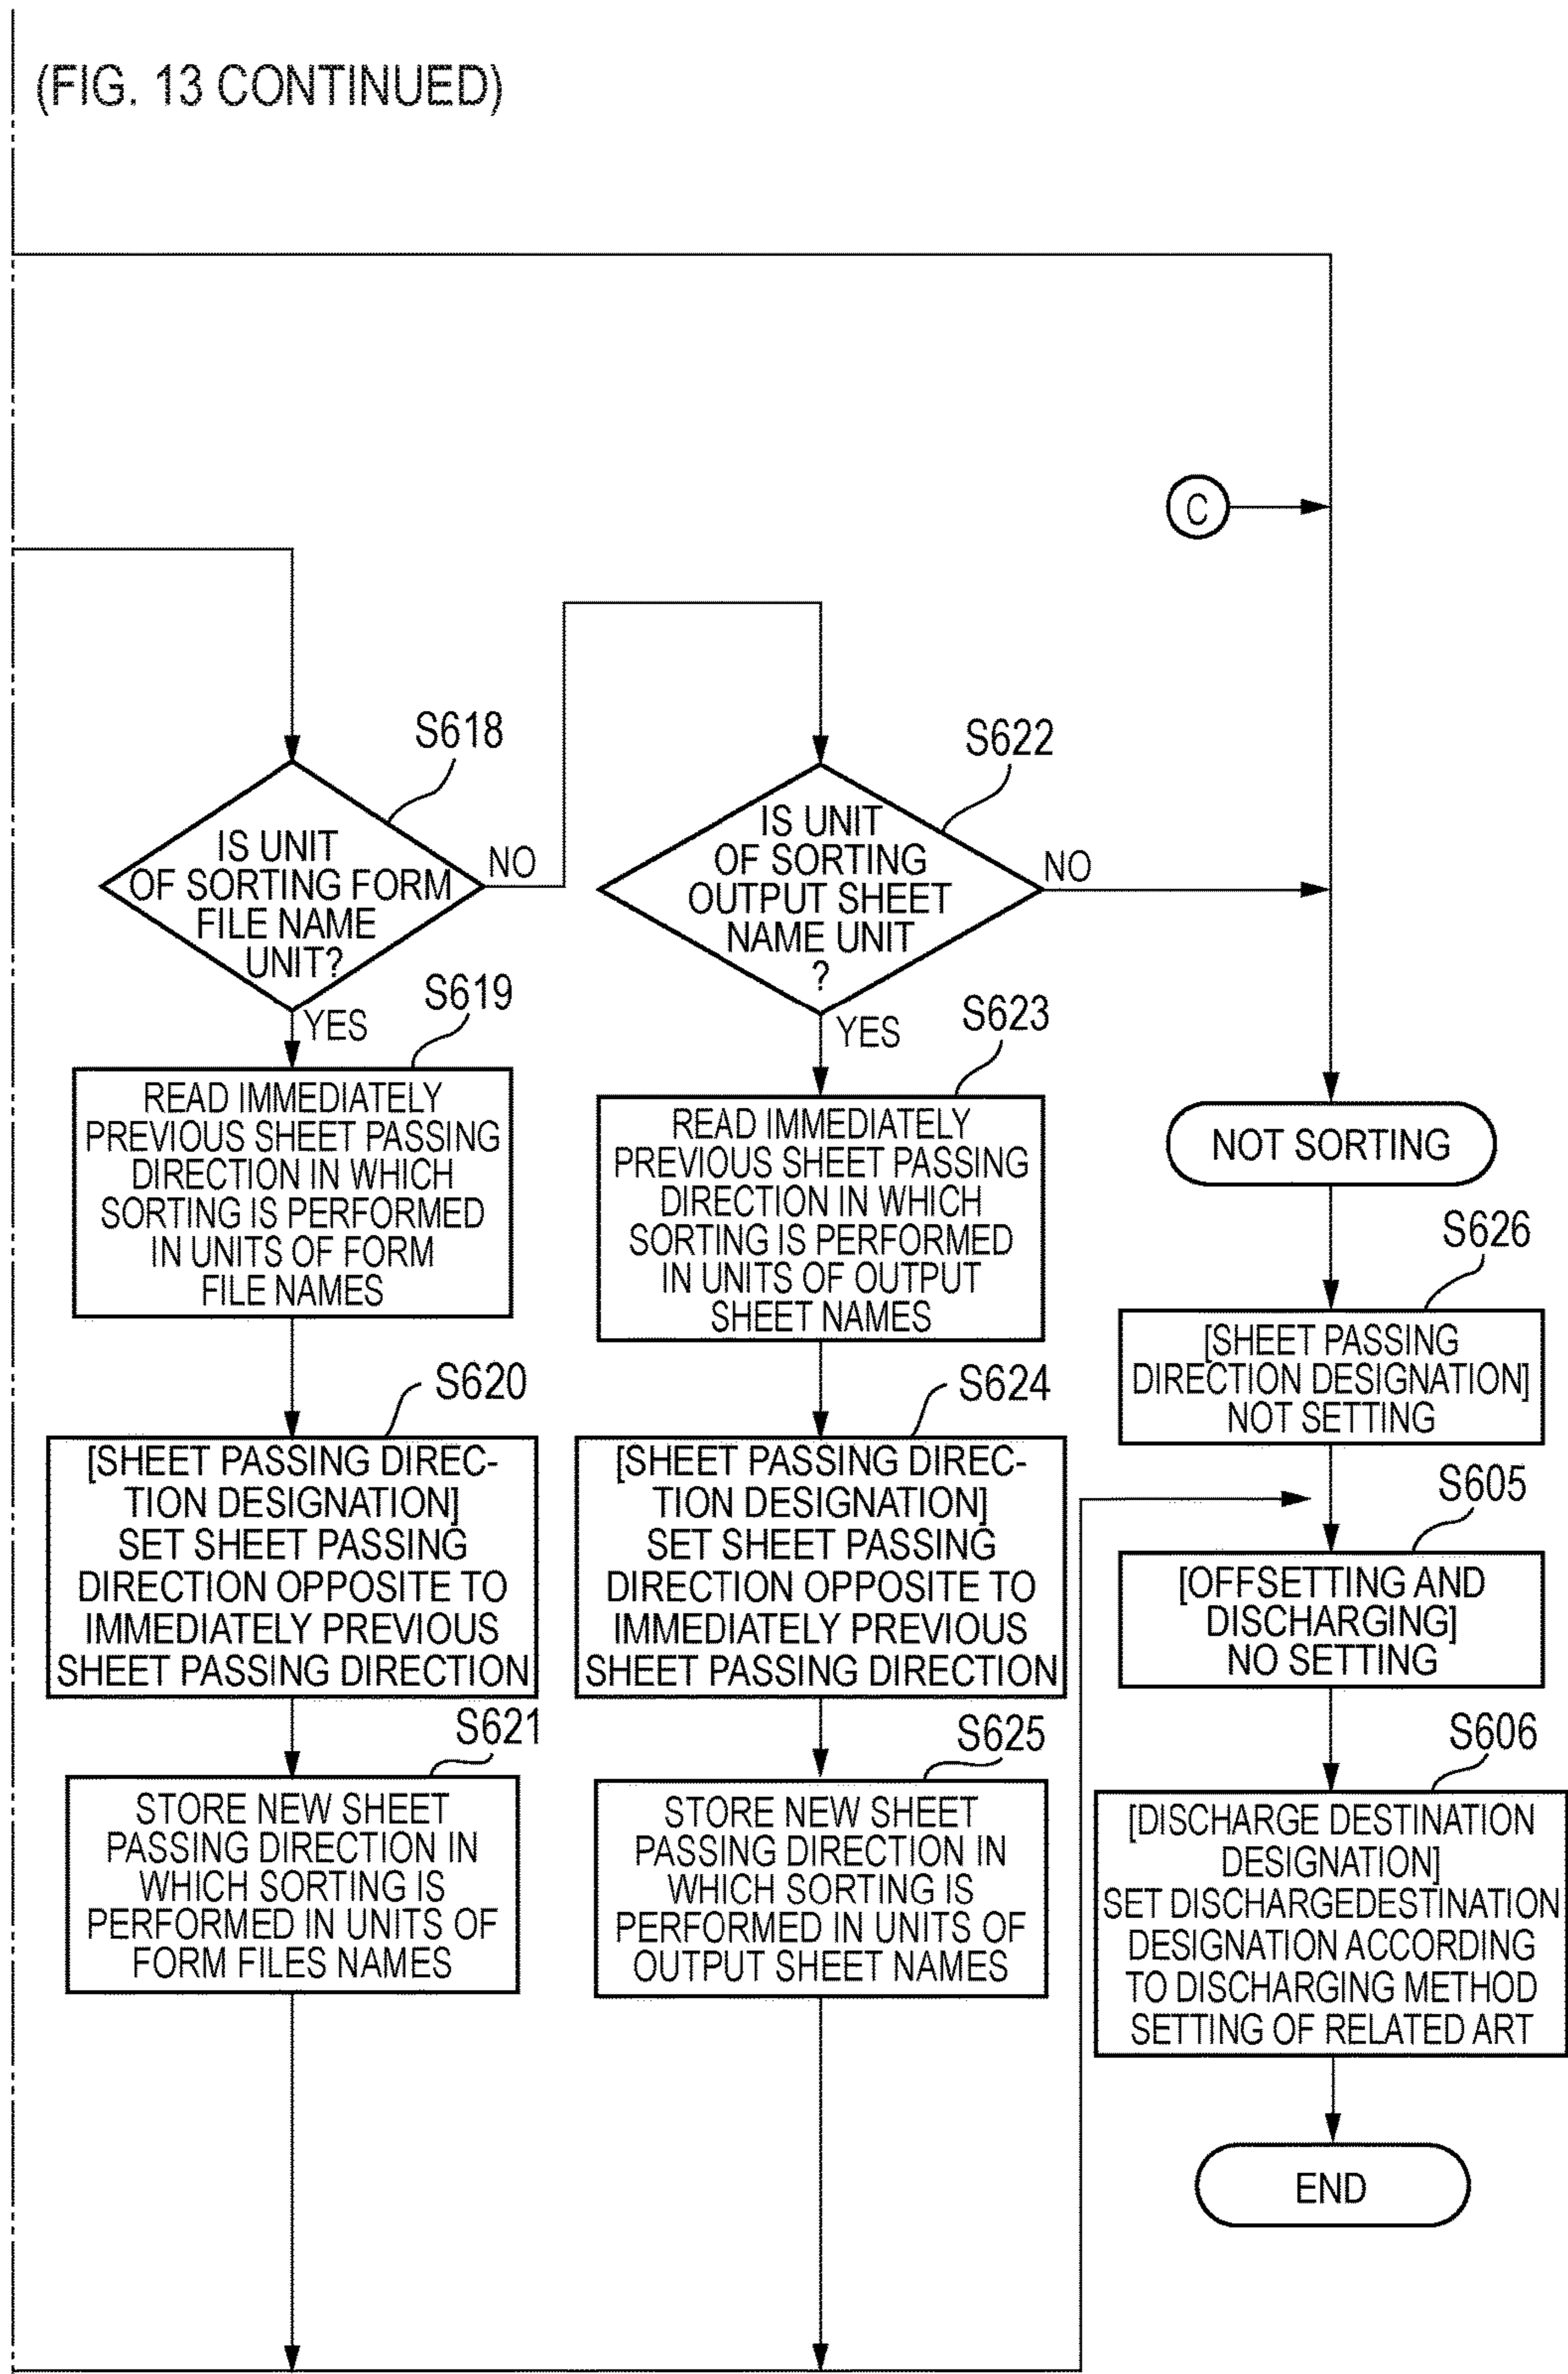 (FIG. 13 CONTINUED)
C
S618
IS UNIT
OF SORTING FORM
FILE NAME
UNIT?
NO
YES
S619
READ IMMEDIATELY
PREVIOUS SHEET PASSING
DIRECTION IN WHICH
SORTING IS PERFORMED
IN UNITS OF FORM
FILE NAMES
S620
[SHEET PASSING DIREC-
TION DESIGNATION]
SET SHEET PASSING
DIRECTION OPPOSITE TO
IMMEDIATELY PREVIOUS
SHEET PASSING DIRECTION
S621
STORE NEW SHEET
PASSING DIRECTION IN
WHICH SORTING IS
PERFORMED IN UNITS OF
FORM FILES NAMES
S622
IS UNIT
OF SORTING
OUTPUT SHEET
NAME UNIT
?
NO
YES
S623
READ IMMEDIATELY
PREVIOUS SHEET PASSING
DIRECTION IN WHICH
SORTING IS PERFORMED
IN UNITS OF OUTPUT
SHEET NAMES
S624
[SHEET PASSING DIREC-
TION DESIGNATION]
SET SHEET PASSING
DIRECTION OPPOSITE TO
IMMEDIATELY PREVIOUS
SHEET PASSING DIRECTION
S625
STORE NEW SHEET
PASSING DIRECTION IN
WHICH SORTING IS
PERFORMED IN UNITS OF
OUTPUT SHEET NAMES
NOT SORTING
S626
[SHEET PASSING
DIRECTION DESIGNATION]
NOT SETTING
S605
[OFFSETTING AND
DISCHARGING]
NO SETTING
S606
[DISCHARGE DESTINATION
DESIGNATION]
SET DISCHARGEDESTINATION
DESIGNATION ACCORDING
TO DISCHARGING METHOD
SETTING OF RELATED ART
END